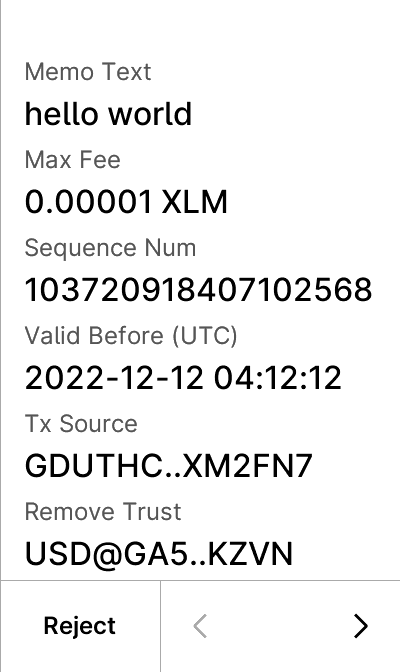 Memo Text
hello world
Max Fee
0.00001 XLM
Sequence Num
103720918407102568
Valid Before (UTC)
2022-12-12 04:12:12
Tx Source
GDUTHC..XM2FN7
Remove Trust
USD@GA5..KZVN
Reject